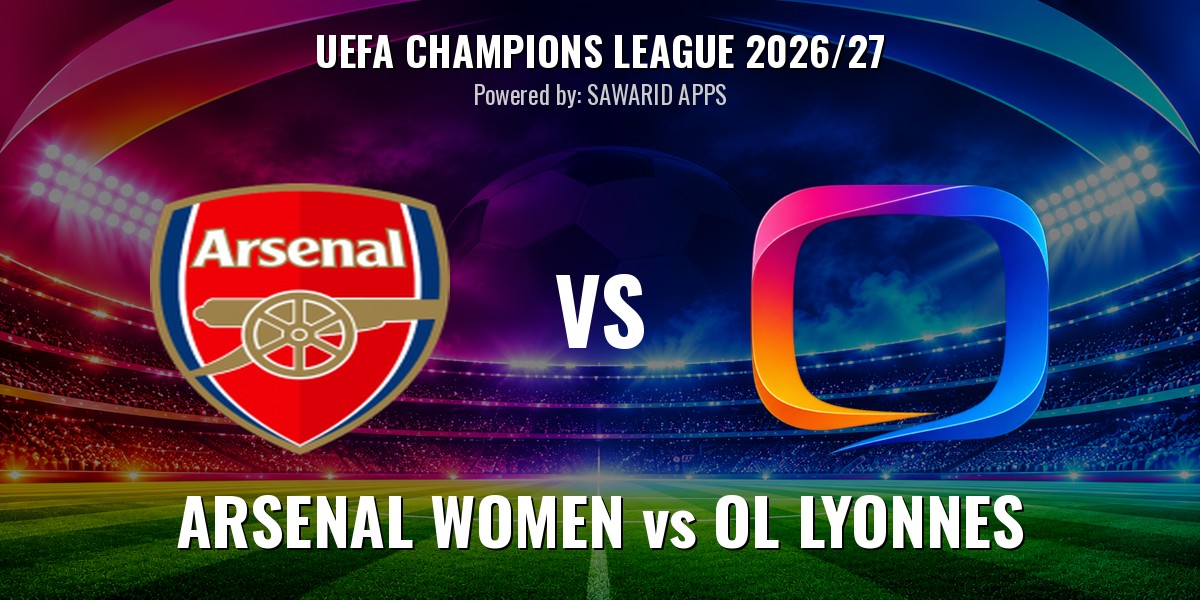 UEFA CHAMPIONS LEAGUE 2026/27
Powered by: SAWARID APPS
Arsenal
VS
ARSENAL WOMEN vs OL LYONNES